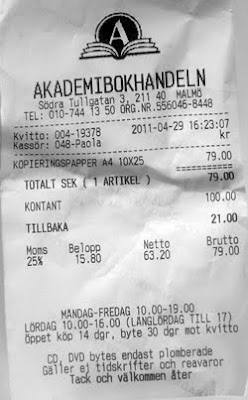 A
AKADEMIBOKHANDELN
Södra Tullgatan 3, 211 40 MALMÖ
TEL: 010-744 13 50 ORG.NR.556046-8448
Kvitto: 004-19378 2011-04-29 16:23:07
Kassör: 048-Paola kr
KOPIERINGSPAPPER A4 10X25 79.00
TOTALT SEK ( 1 ARTIKEL ) 79.00
KONTANT 100.00
TILLBAKA 21.00
Moms Belopp Netto Brutto
25% 15.80 63.20 79.00
MÅNDAG-FREDAG 10.00-19.00
LÖRDAG 10.00-16.00 (LÅNGLÖRDAG TILL 17)
öppet köp 14 dgr, byte 30 dgr mot kvitto
CD, DVD bytes endast plomberade
Gäller ej tidskrifter och reavaror
Tack och välkommen åter